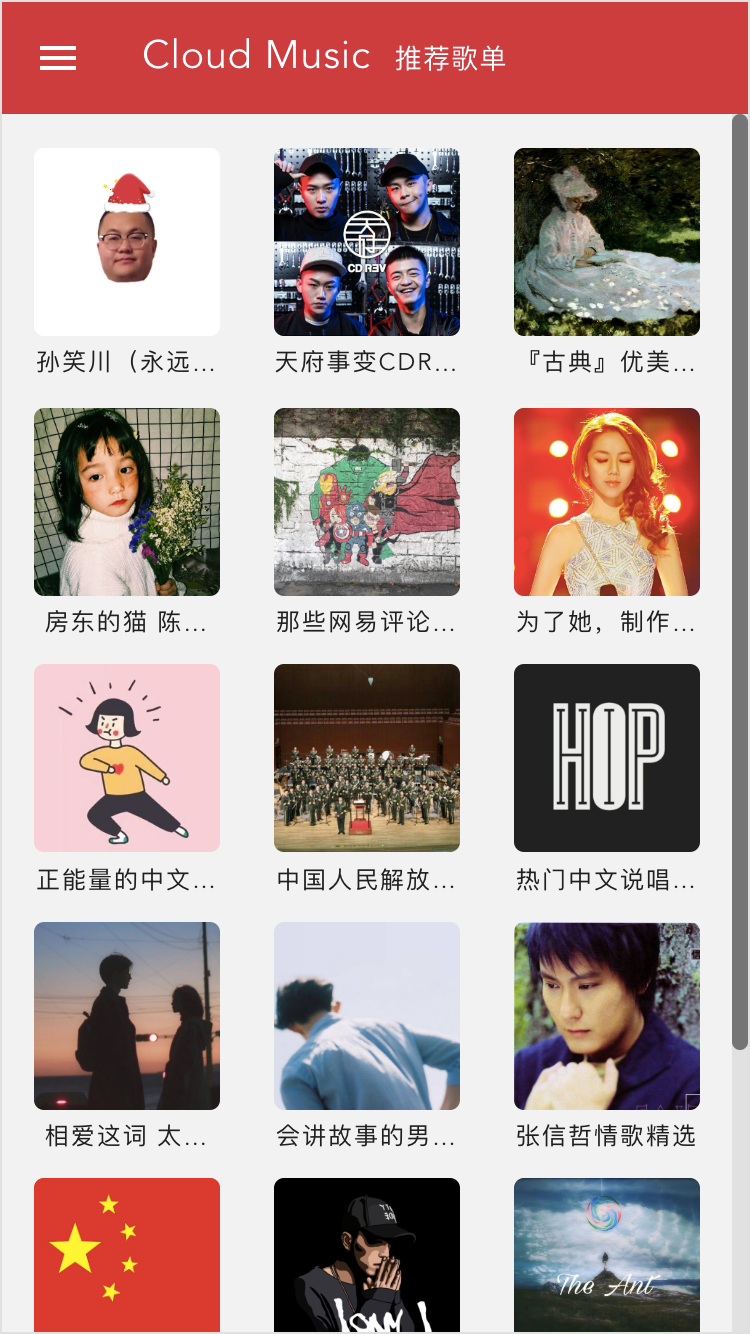 Cloud Music 推荐歌单
天府
CDREV
孙笑川（永远...
天府事变CDR...
『古典』优美...
房东的猫 陈...
那些网易评论...
为了她，制作...
HIP
正能量的中文...
中国人民解放...
热门中文说唱...
相爱这词 太...
会讲故事的男...
张信哲情歌精选
The Ant